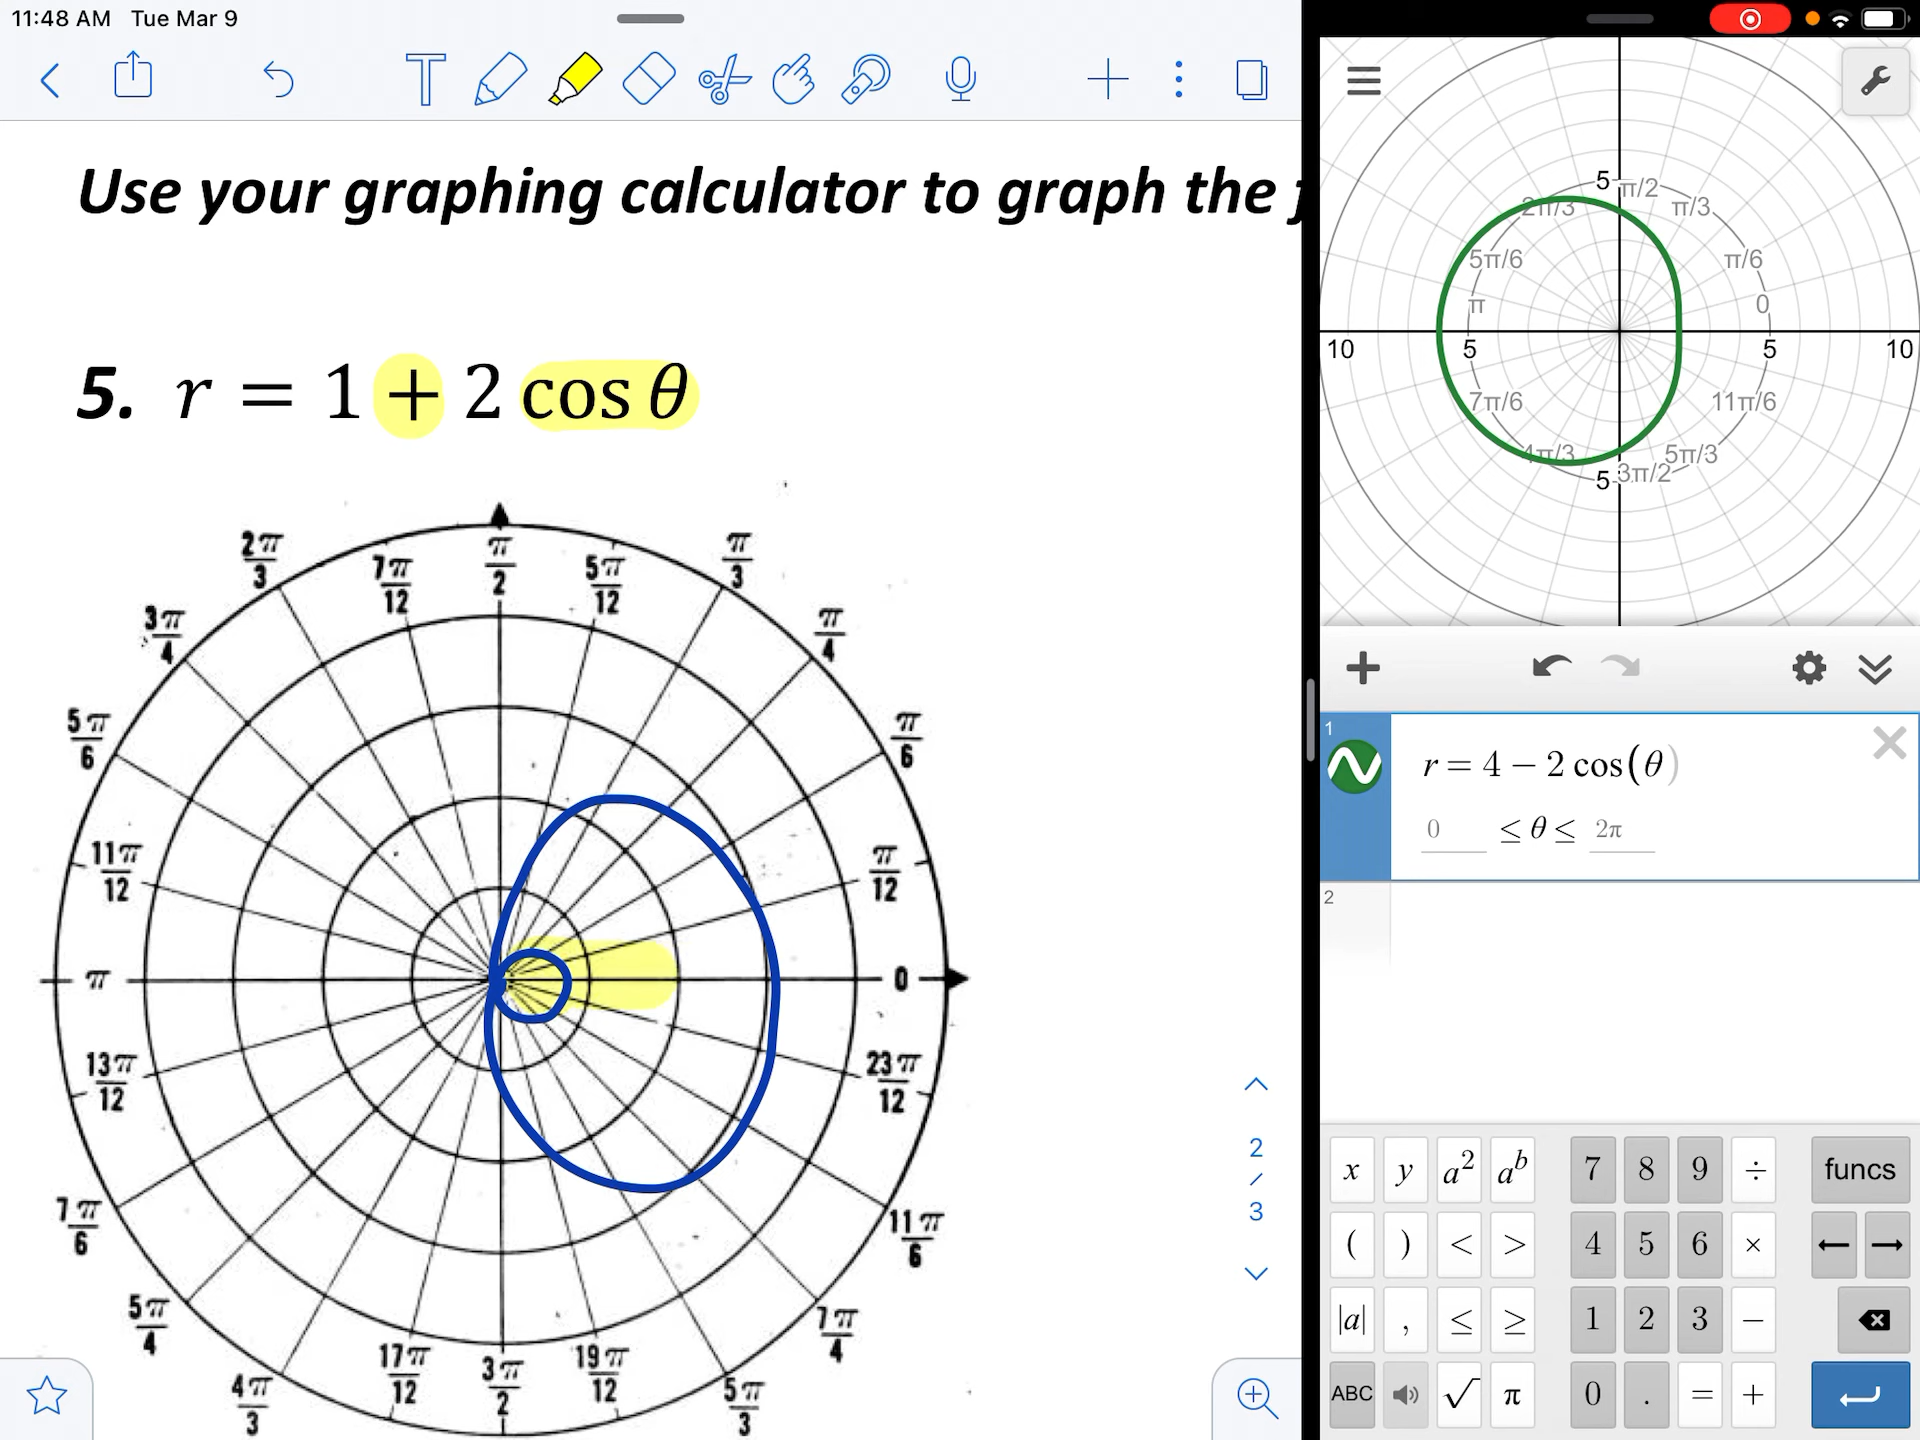 11:48 AM Tue Mar 9
Use your graphing calculator to graph the
5. r = 1 + 2 cos θ
2π/3
7π/12
π/2
5π/12
π/3
3π/4
π/4
5π/6
π/6
11π/12
π/12
π
0
13π/12
23π/12
7π/6
11π/6
5π/4
7π/4
4π/3
17π/12
3π/2
19π/12
5π/3
2
/
3
5 π/2
2π/3 π/3
5π/6 π/6
π 0
10 5 5 10
7π/6 11π/6
4π/3 5π/3
5 3π/2
1
r = 4 − 2 cos(θ)
0 ≤ θ ≤ 2π
2
x y a² aᵇ 7 8 9 ÷ funcs
( ) < > 4 5 6 × ← →
|a| , ≤ ≥ 1 2 3 −
ABC √ π 0 . = +